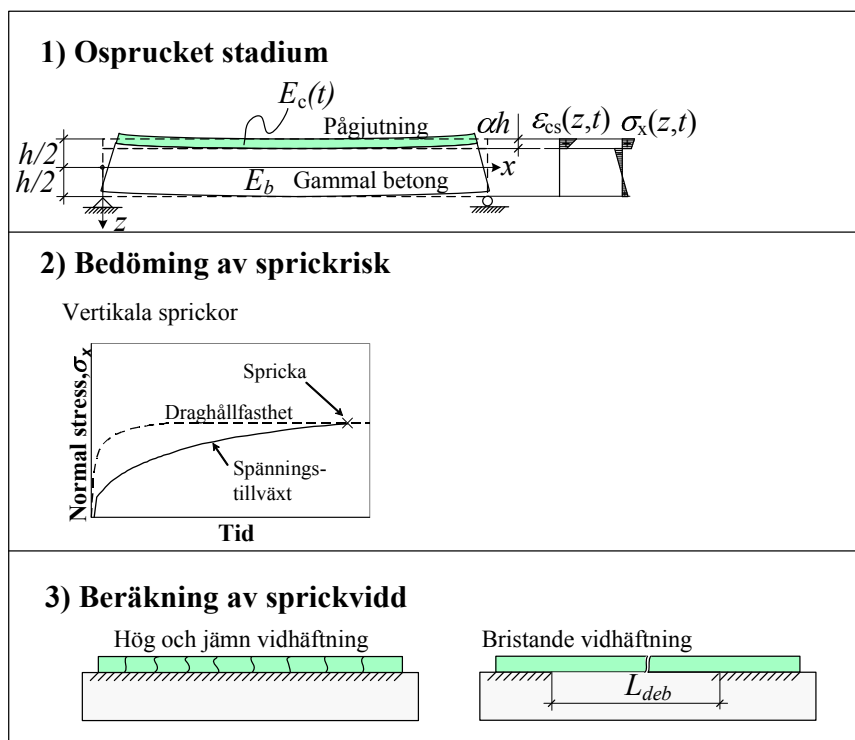 1) Osprucket stadium
E_c(t)
Pågjutning
αh
ε_cs(z,t)
σ_x(z,t)
h/2
h/2
E_b
Gammal betong
x
z
2) Bedöming av sprickrisk
Vertikala sprickor
Normal stress,σ_x
Spricka
Draghållfasthet
Spännings-
tillväxt
Tid
3) Beräkning av sprickvidd
Hög och jämn vidhäftning
Bristande vidhäftning
L_deb